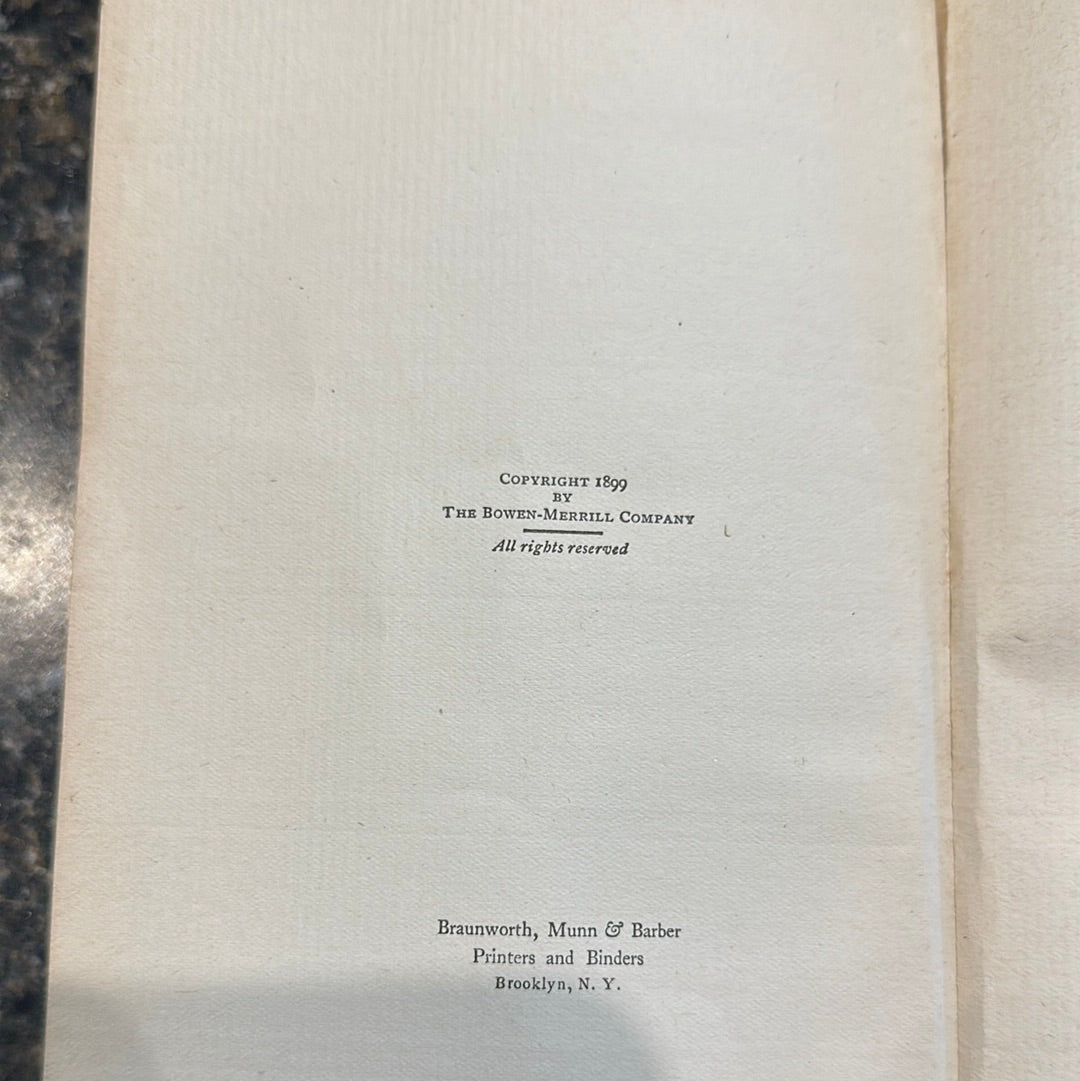 COPYRIGHT 1899
BY
THE BOWEN-MERRILL COMPANY
All rights reserved
Braunworth, Munn & Barber
Printers and Binders
Brooklyn, N. Y.